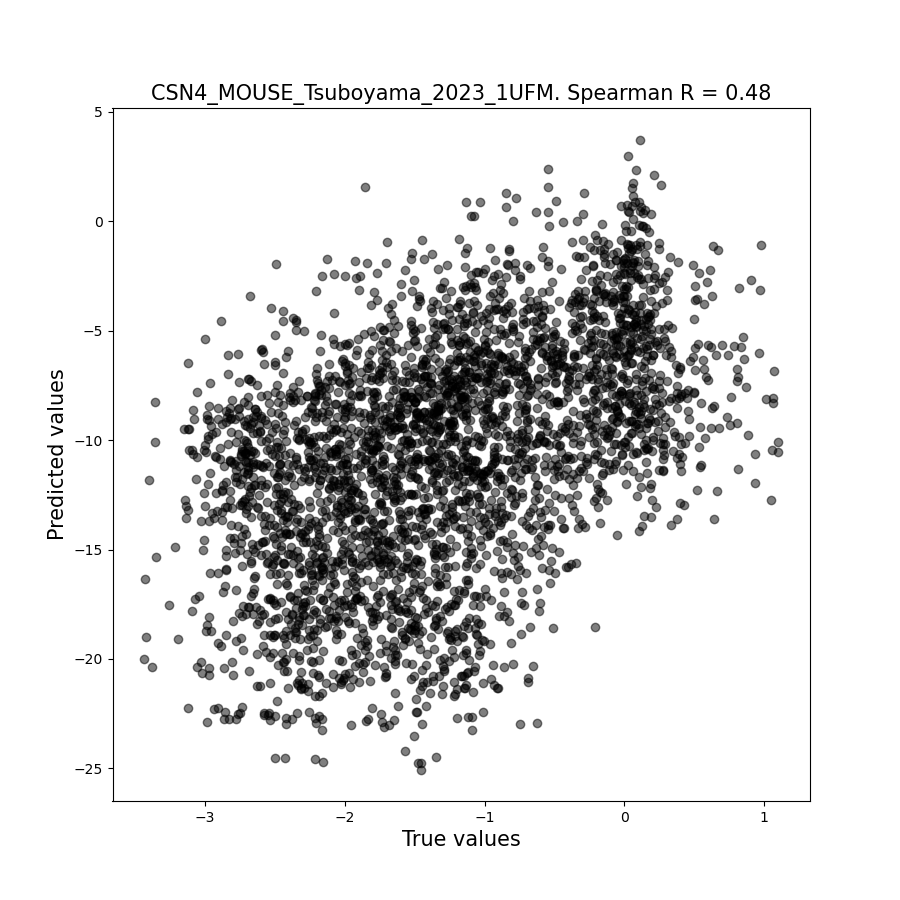 CSN4_MOUSE_Tsuboyama_2023_1UFM. Spearman R = 0.48
5
0
−5
−10
−15
−20
−25
Predicted values
−3 −2 −1 0 1
True values